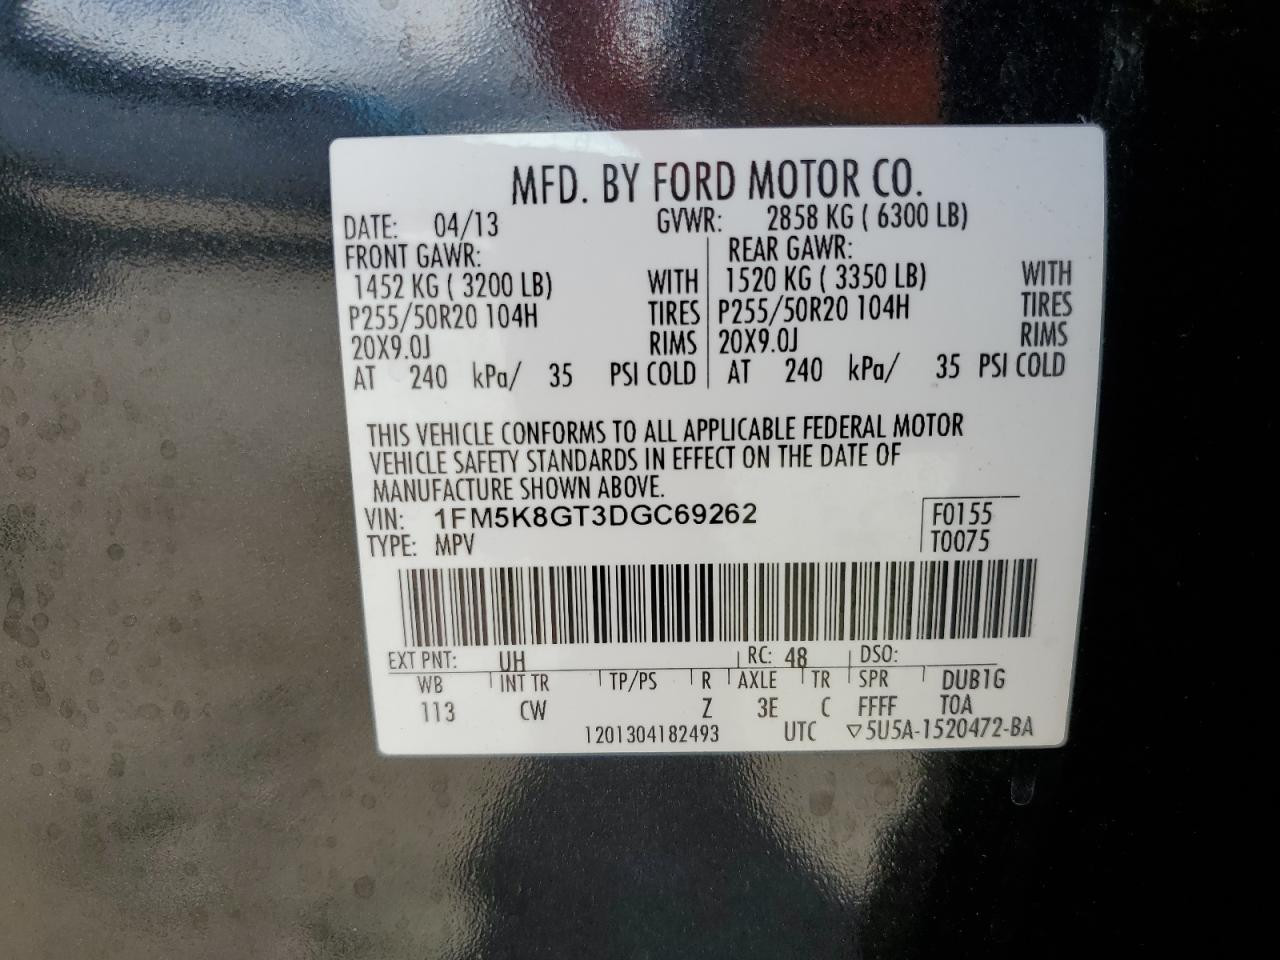 MFD. BY FORD MOTOR CO.
DATE: 04/13 GVWR: 2858 KG ( 6300 LB)
FRONT GAWR: REAR GAWR:
1452 KG ( 3200 LB) WITH 1520 KG ( 3350 LB) WITH
P255/50R20 104H TIRES P255/50R20 104H TIRES
20X9.0J RIMS 20X9.0J RIMS
AT 240 kPa/ 35 PSI COLD AT 240 kPa/ 35 PSI COLD
THIS VEHICLE CONFORMS TO ALL APPLICABLE FEDERAL MOTOR
VEHICLE SAFETY STANDARDS IN EFFECT ON THE DATE OF
MANUFACTURE SHOWN ABOVE.
VIN: 1FM5K8GT3DGC69262 F0155
TYPE: MPV T0075
EXT PNT: UH RC: 48 DSO:
WB INT TR TP/PS R AXLE TR SPR DUB1G
113 CW Z 3E C FFFF TOA
1201304182493 UTC ▽5U5A-1520472-BA